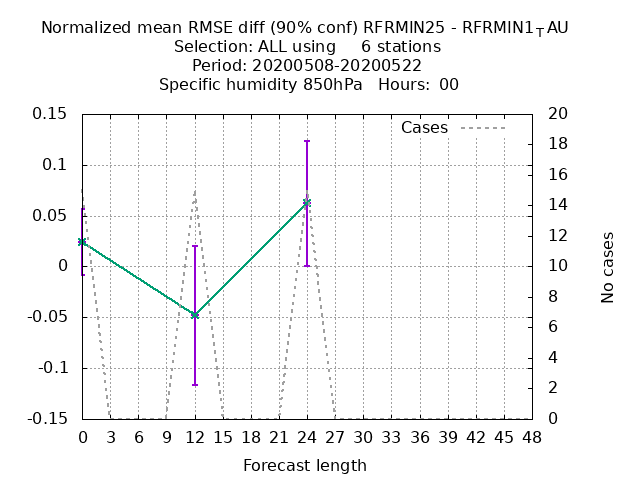 Normalized mean RMSE diff (90% conf) RFRMIN25 - RFRMIN1_TAU
Selection: ALL using     6 stations
Period: 20200508-20200522
Specific humidity 850hPa   Hours:  00
Cases
0.15
0.1
0.05
0
-0.05
-0.1
-0.15
20
18
16
14
12
10
8
6
4
2
0
No cases
0 3 6 9 12 15 18 21 24 27 30 33 36 39 42 45 48
Forecast length